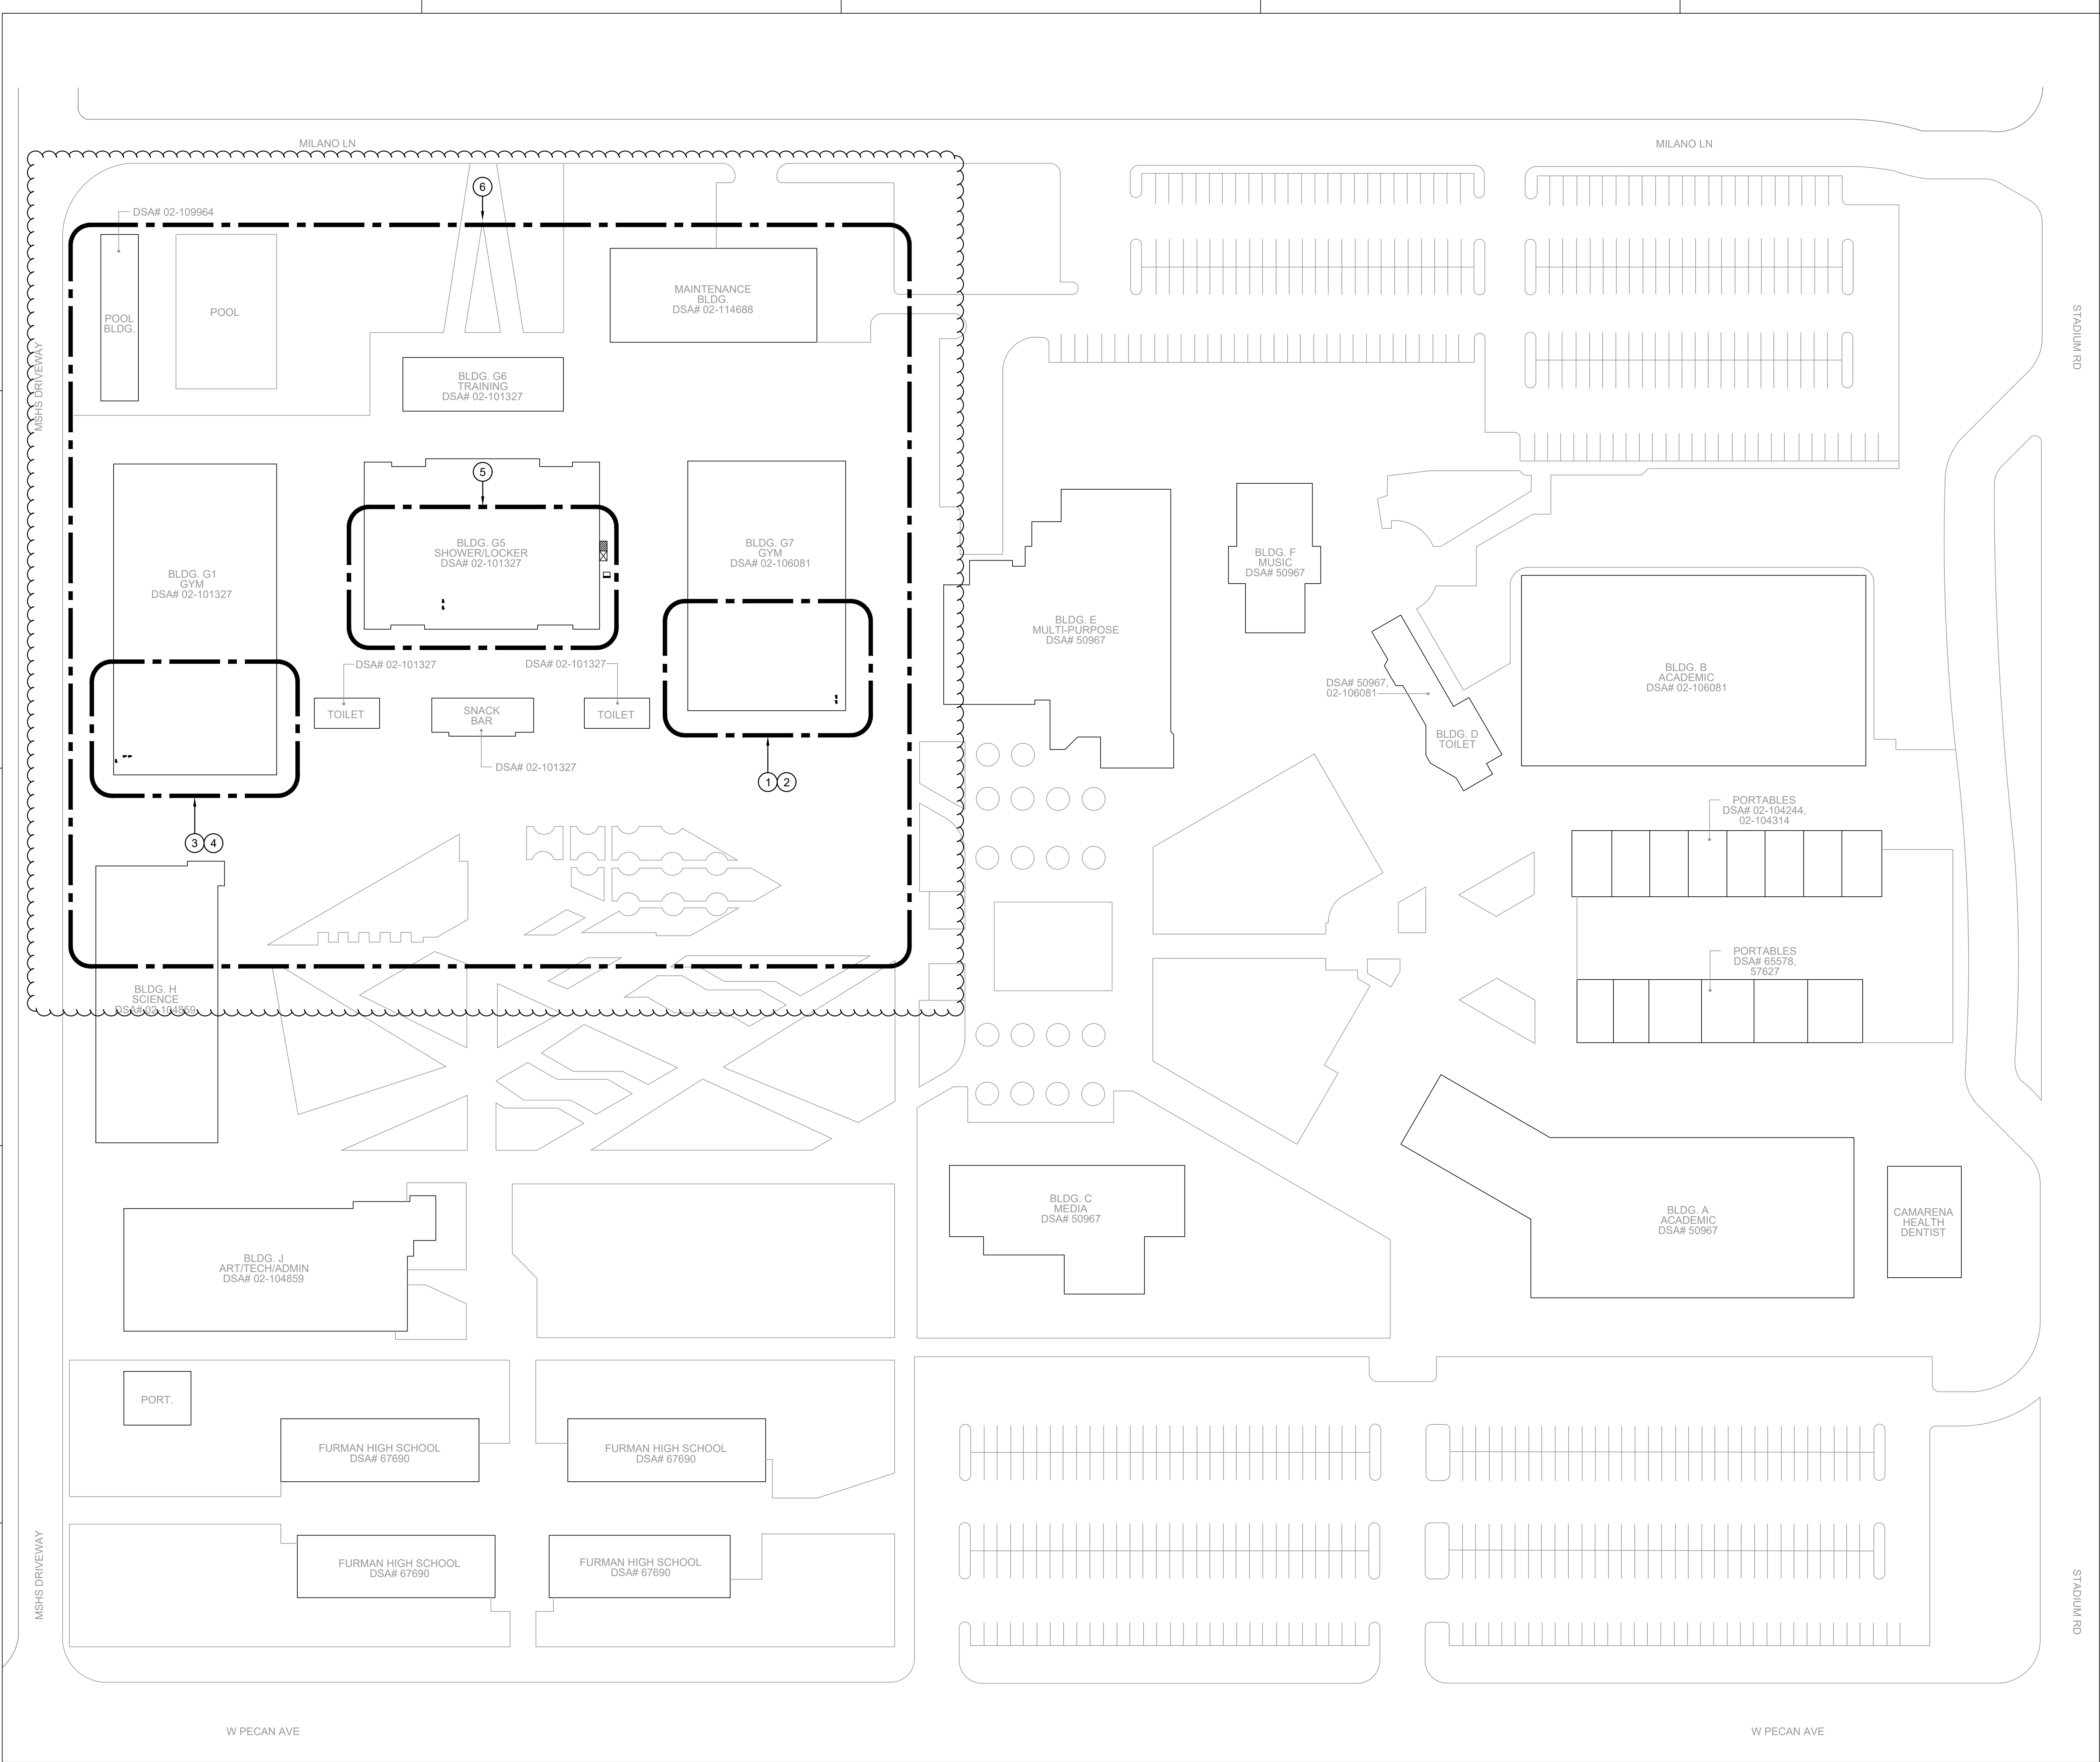 MILANO LN
MILANO LN
6
DSA# 02-109964
POOL
BLDG.
POOL
MAINTENANCE
BLDG.
DSA# 02-114688
MSHS DRIVEWAY
STADIUM RD
BLDG. G6
TRAINING
DSA# 02-101327
5
BLDG. G1
GYM
DSA# 02-101327
BLDG. G5
SHOWER/LOCKER
DSA# 02-101327
BLDG. G7
GYM
DSA# 02-106081
BLDG. E
MULTI-PURPOSE
DSA# 50967
BLDG. F
MUSIC
DSA# 50967
DSA# 50967,
02-106081
BLDG. D
TOILET
BLDG. B
ACADEMIC
DSA# 02-106081
DSA# 02-101327
DSA# 02-101327
TOILET
SNACK
BAR
TOILET
DSA# 02-101327
1 2
3 4
PORTABLES
DSA# 02-104244,
02-104314
PORTABLES
DSA# 65578,
57627
BLDG. H
SCIENCE
DSA# 02-104859
BLDG. J
ART/TECH/ADMIN
DSA# 02-104859
BLDG. C
MEDIA
DSA# 50967
BLDG. A
ACADEMIC
DSA# 50967
CAMARENA
HEALTH
DENTIST
PORT.
FURMAN HIGH SCHOOL
DSA# 67690
FURMAN HIGH SCHOOL
DSA# 67690
FURMAN HIGH SCHOOL
DSA# 67690
FURMAN HIGH SCHOOL
DSA# 67690
MSHS DRIVEWAY
STADIUM RD
W PECAN AVE
W PECAN AVE